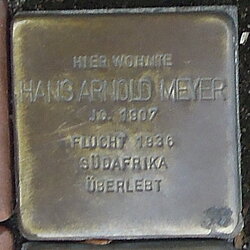 HIER WOHNTE
HANS ARNOLD MEYER
JG. 1907
FLUCHT 1936
SÜDAFRIKA
ÜBERLEBT